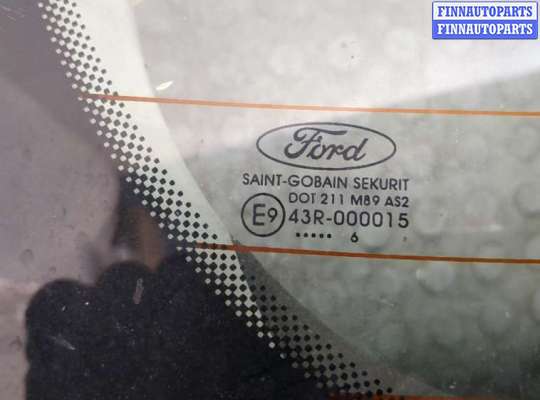 FINNAUTOPARTS
FINNAUTOPARTS
Ford
SAINT-GOBAIN SEKURIT
DOT 211 M89 AS2
E9 43R-000015
..... 6